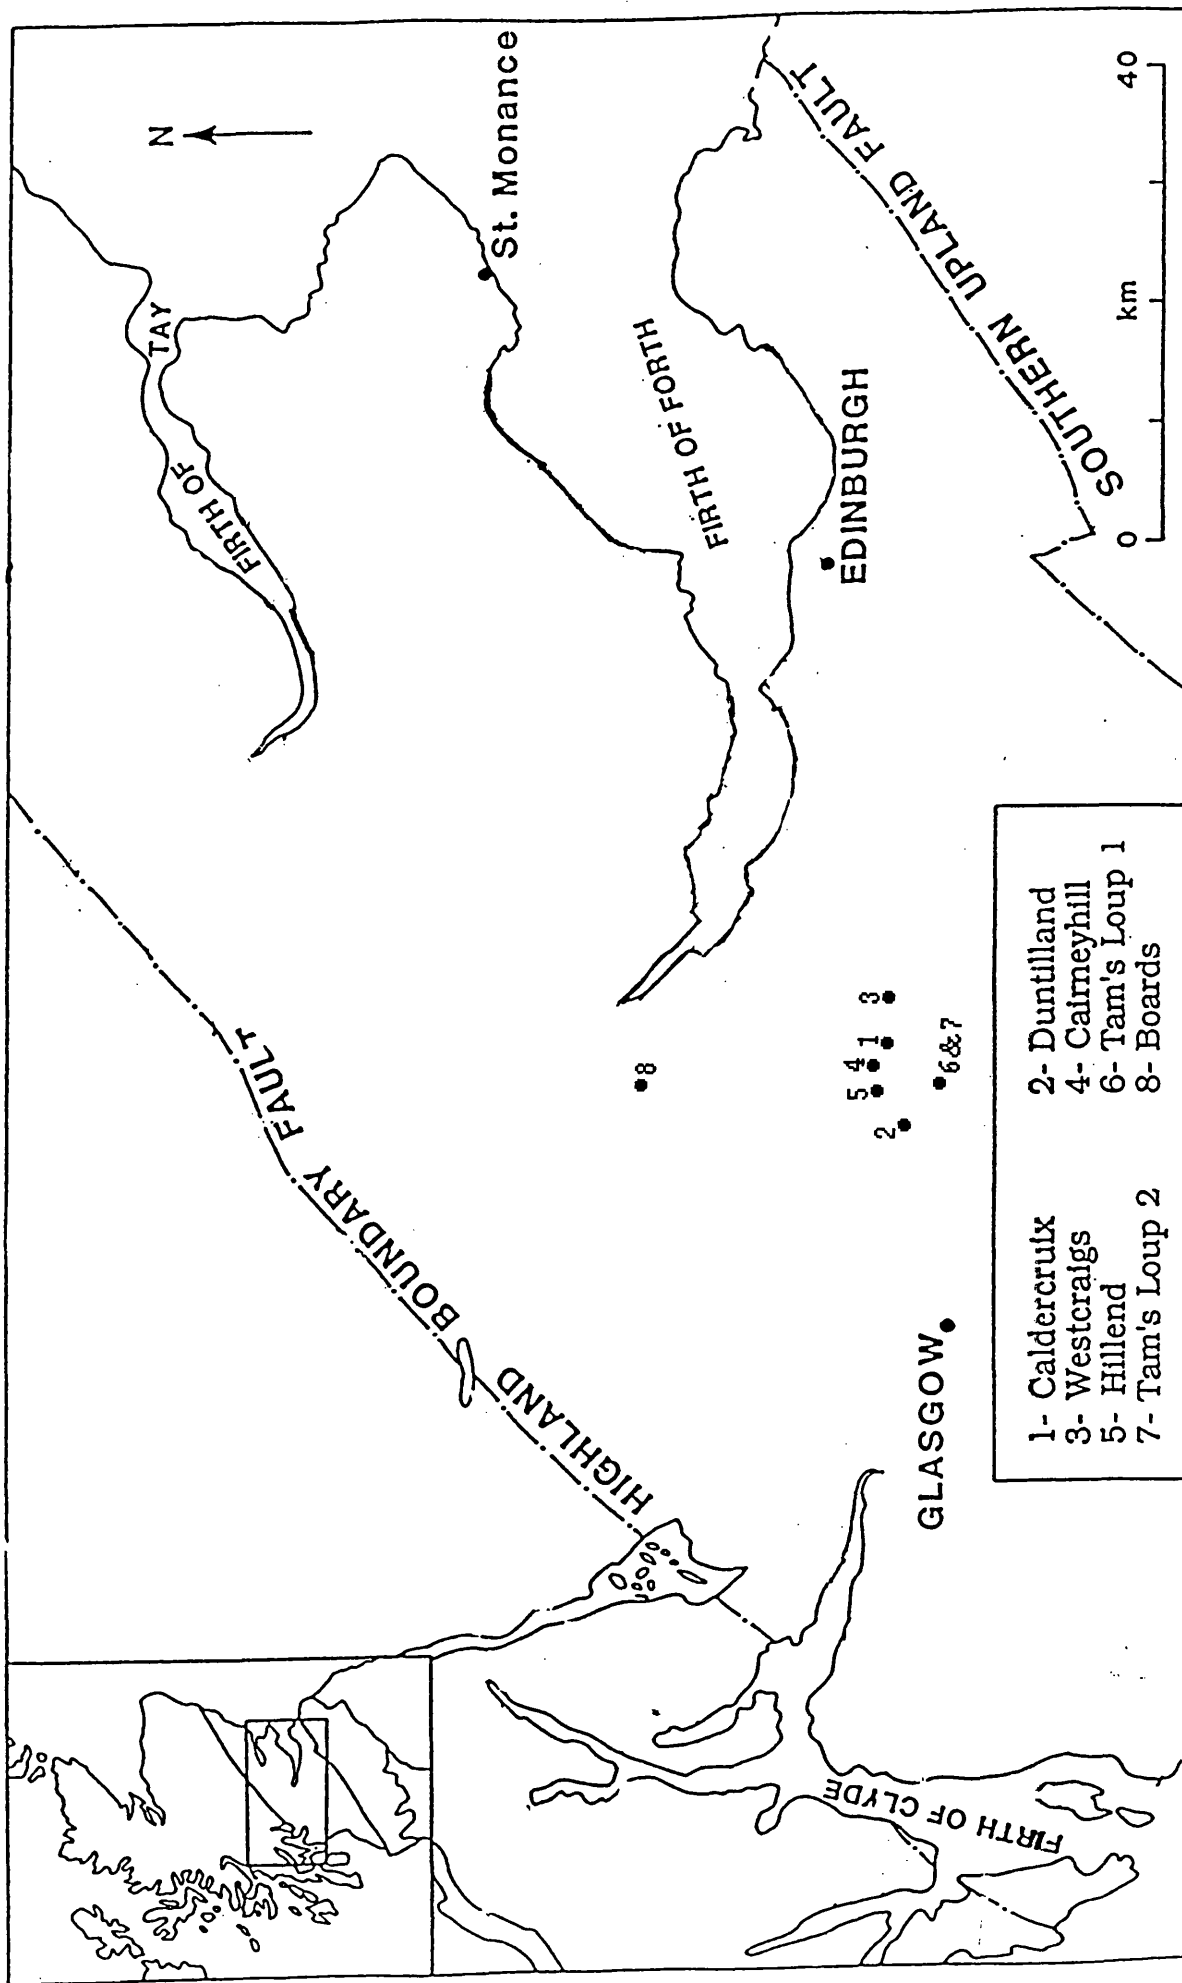 N
TAY
FIRTH OF
St. Monance
HIGHLAND BOUNDARY FAULT
FIRTH OF FORTH
EDINBURGH
SOUTHERN UPLAND FAULT
8
5 4 1 3
2
6&7
GLASGOW
FIRTH OF CLYDE
1- Caldercruix 2- Duntilland
3- Westcraigs 4- Cairneyhill
5- Hillend 6- Tam's Loup 1
7- Tam's Loup 2 8- Boards
0 km 40